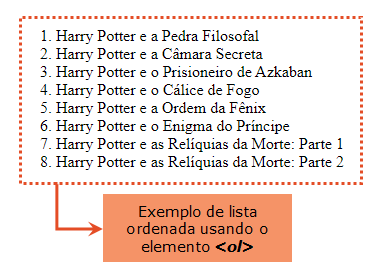 1. Harry Potter e a Pedra Filosofal
2. Harry Potter e a Câmara Secreta
3. Harry Potter e o Prisioneiro de Azkaban
4. Harry Potter e o Cálice de Fogo
5. Harry Potter e a Ordem da Fênix
6. Harry Potter e o Enigma do Príncipe
7. Harry Potter e as Relíquias da Morte: Parte 1
8. Harry Potter e as Relíquias da Morte: Parte 2
Exemplo de lista
ordenada usando o
elemento <ol>